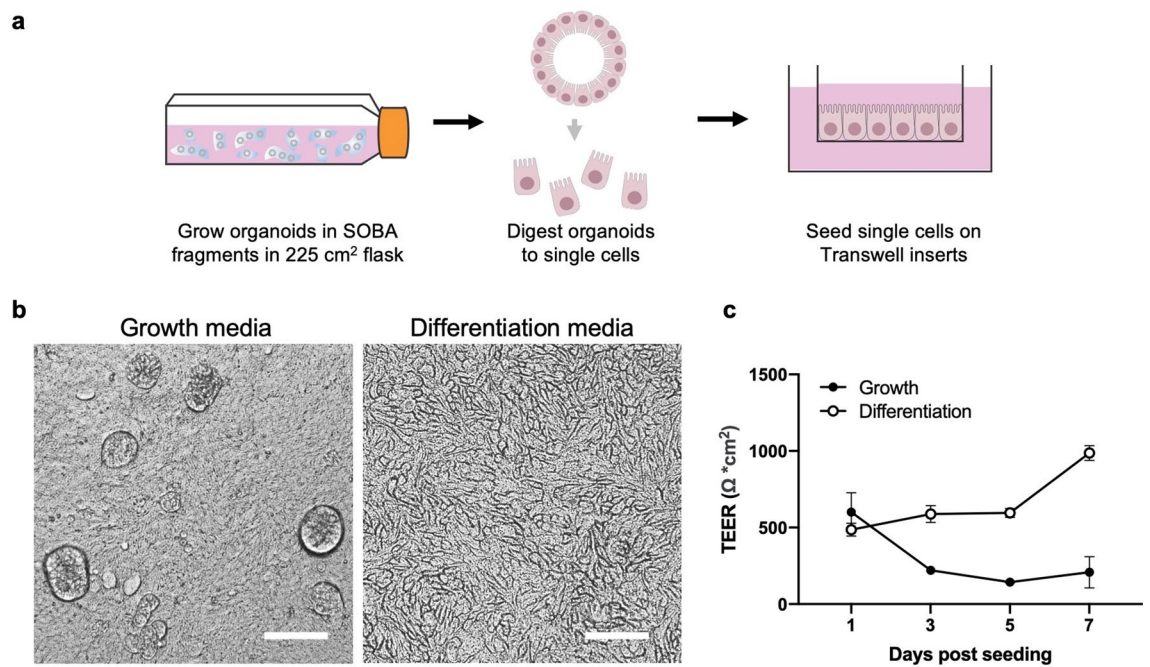 a
Grow organoids in SOBA
fragments in 225 cm² flask
Digest organoids
to single cells
Seed single cells on
Transwell inserts
b
Growth media
Differentiation media
c
1500
1000
500
0
TEER (Ω *cm²)
Growth
Differentiation
1 3 5 7
Days post seeding